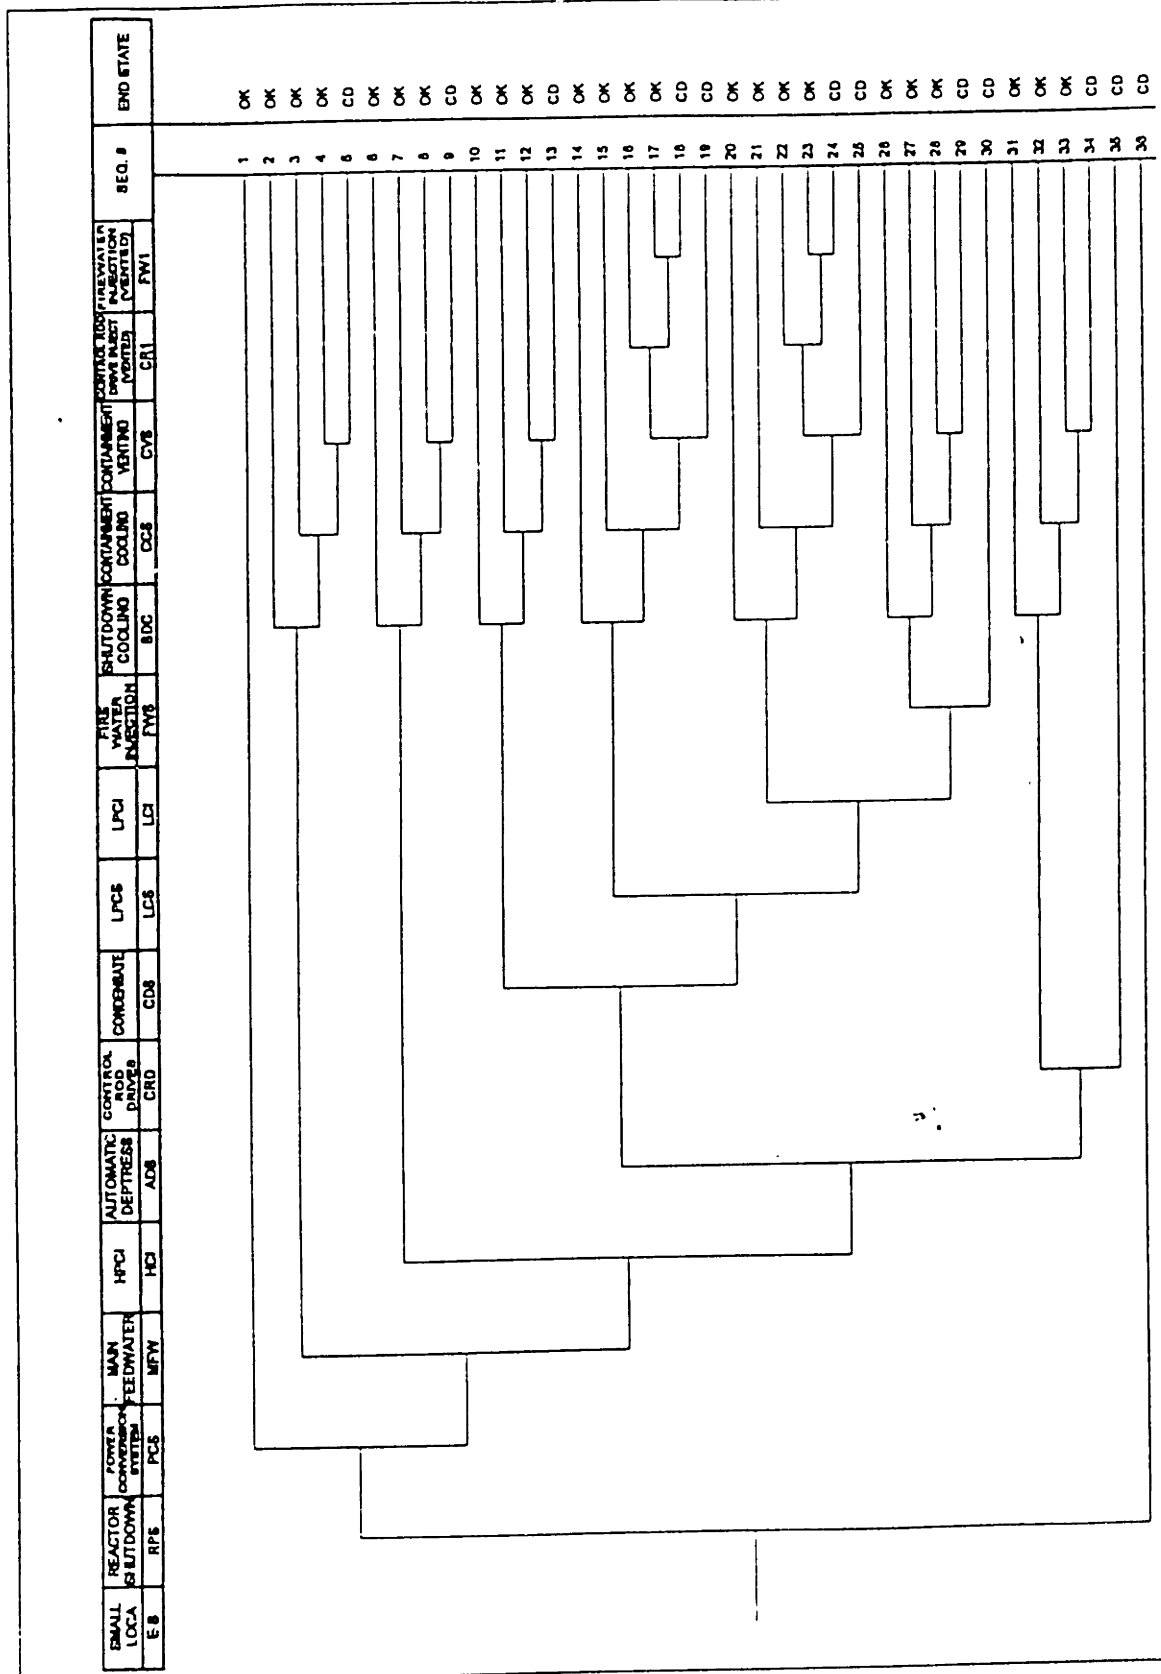 SMALL
LOCA
E-S
REACTOR
SHUTDOWN
RPS
POWER
CONVERSION
SYSTEM
PCS
MAIN
FEEDWATER
MFW
HPCI
HCI
AUTOMATIC
DEPTRESS
ADS
CONTROL
ROD
DRIVES
CRD
CONDENSATE
CDS
LPCS
LCS
LPCI
LCI
FIRE
WATER
INJECTION
FWS
SHUTDOWN
COOLING
SDC
CONTAINMENT
COOLING
CCS
CONTAINMENT
VENTING
CVS
CONTROL ROD
DRIVE INJECT
(VENTED)
CR1
FIREWATER
INJECTION
(VENTED)
FW1
SEQ. #
END STATE
1 OK
2 OK
3 OK
4 OK
5 CD
6 OK
7 OK
8 OK
9 CD
10 OK
11 OK
12 OK
13 CD
14 OK
15 OK
16 OK
17 OK
18 CD
19 CD
20 OK
21 OK
22 OK
23 OK
24 CD
25 CD
26 OK
27 OK
28 OK
29 CD
30 CD
31 OK
32 OK
33 OK
34 CD
35 CD
36 CD